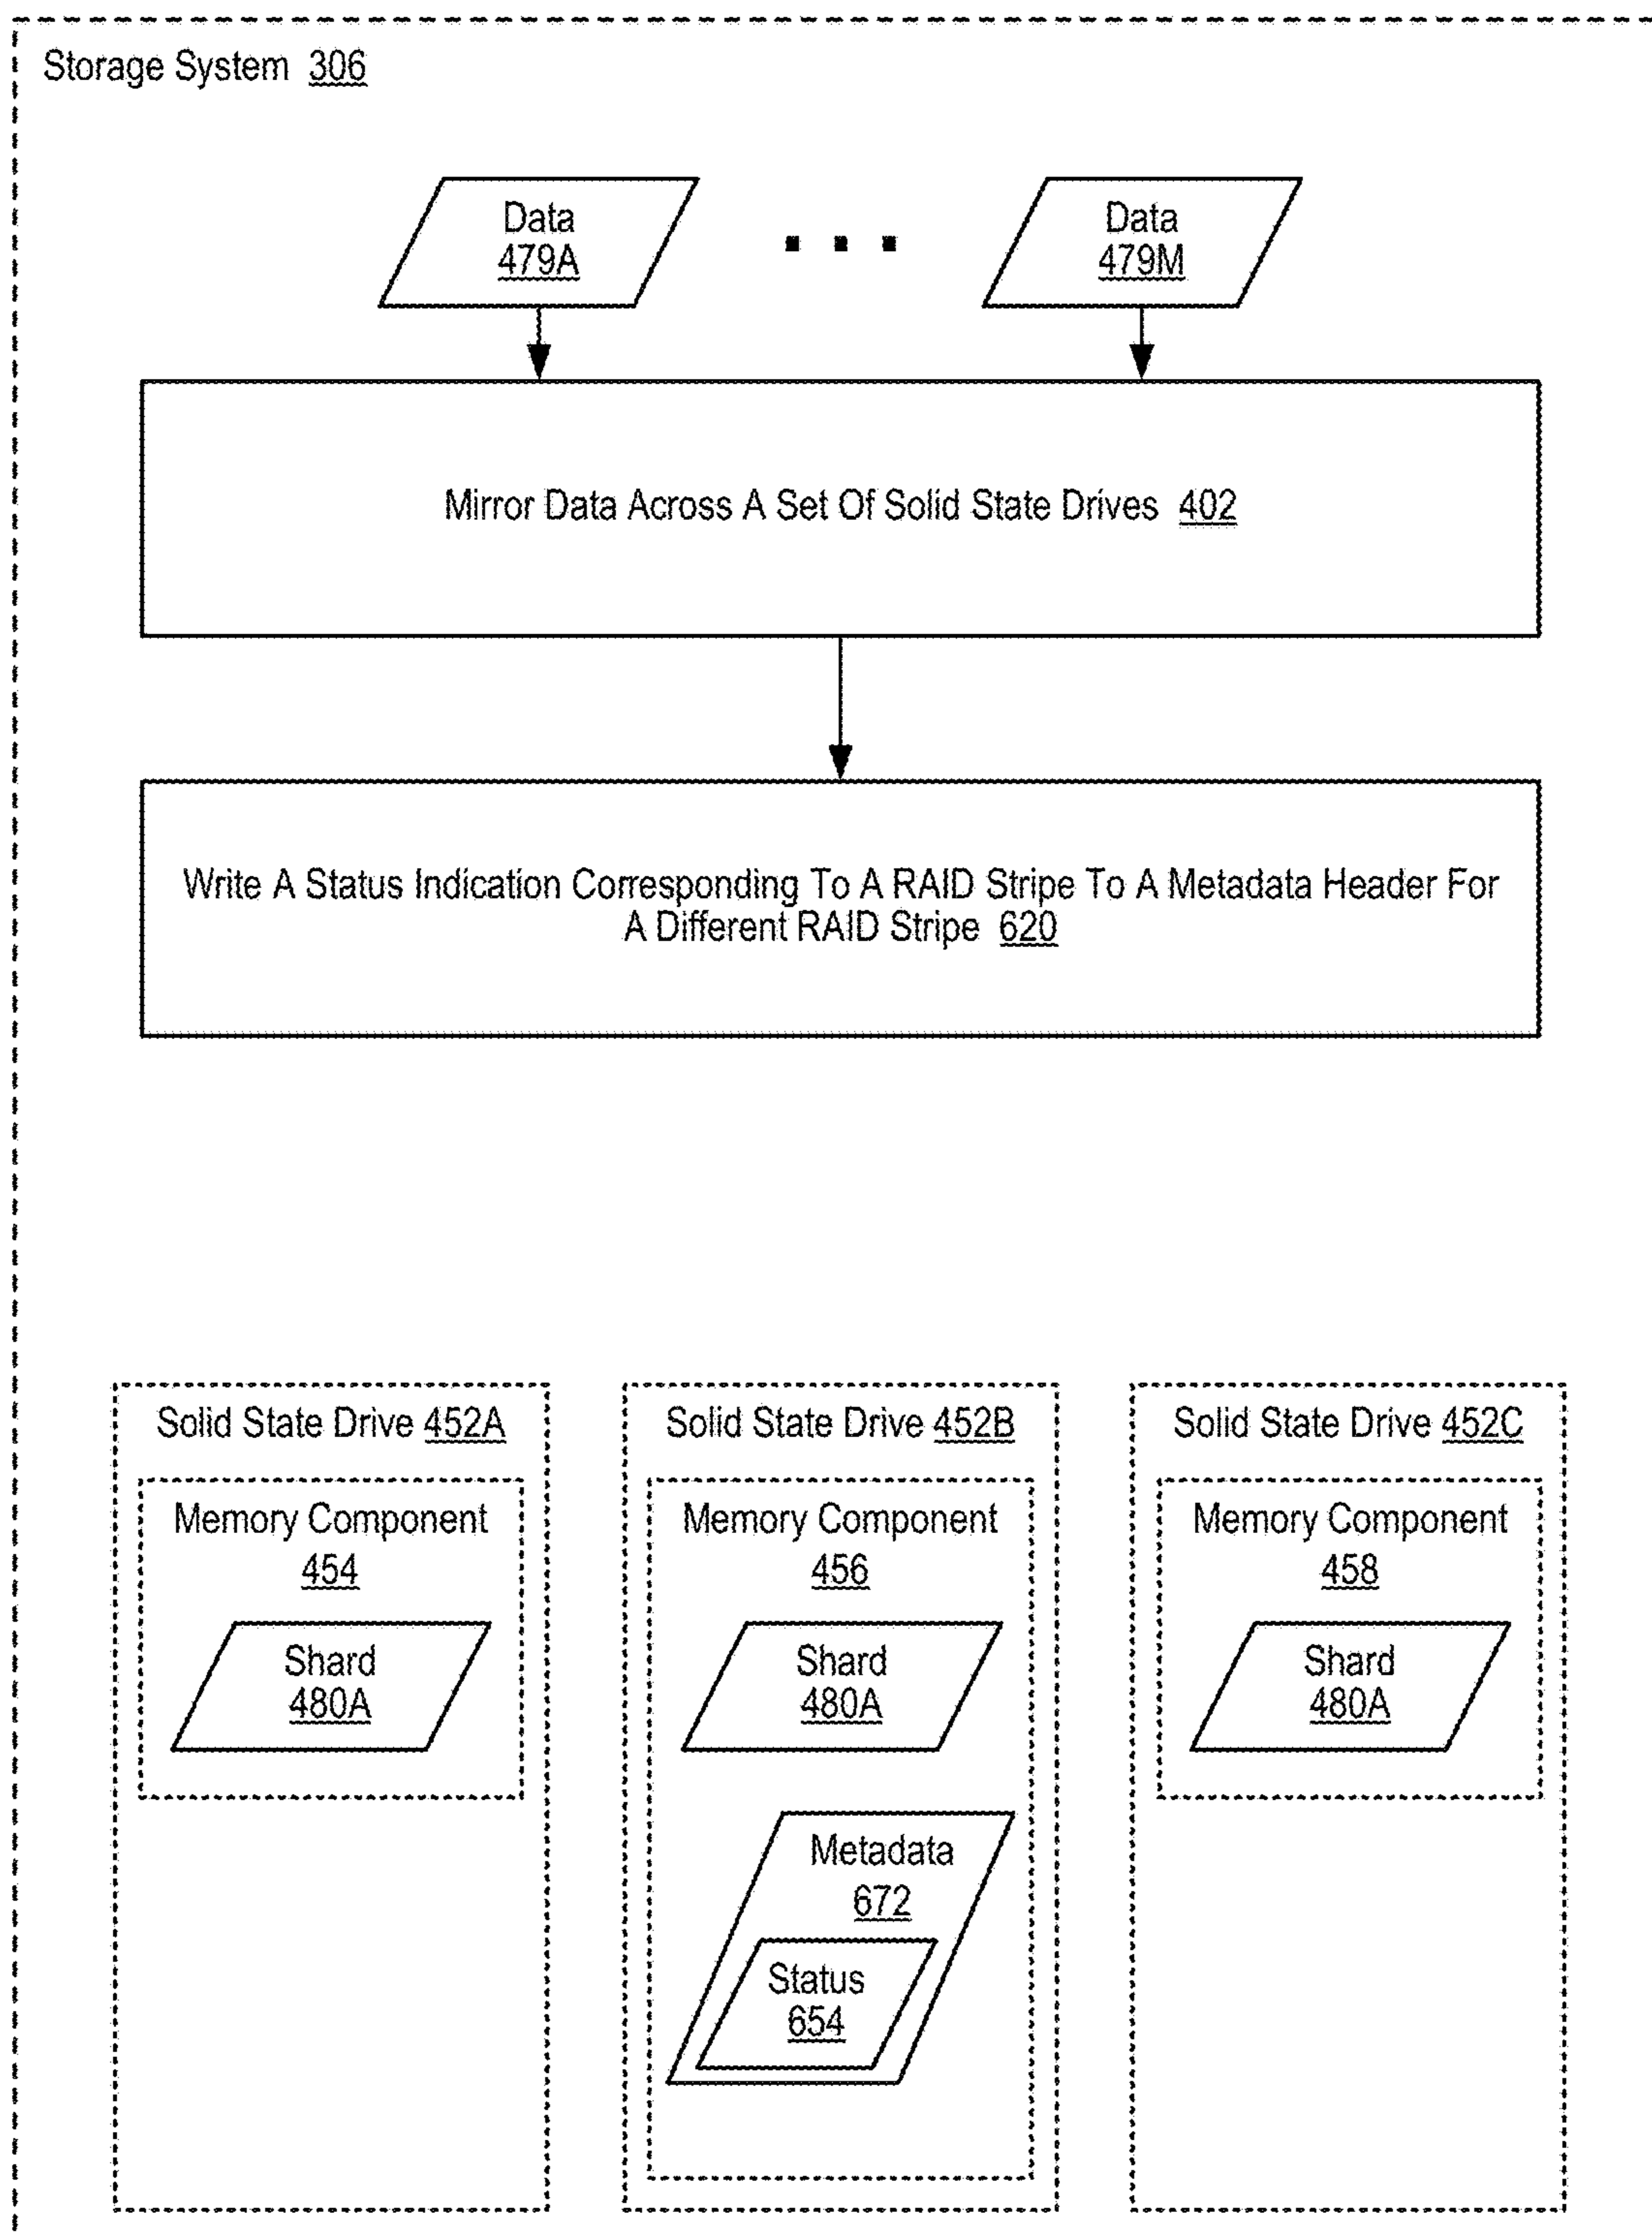 Storage System 306
Data Data
479A 479M
Mirror Data Across A Set Of Solid State Drives 402
Write A Status Indication Corresponding To A RAID Stripe To A Metadata Header For
A Different RAID Stripe 620
Solid State Drive 452A
Memory Component
454
Shard
480A
Solid State Drive 452B
Memory Component
456
Shard
480A
Metadata
672
Status
654
Solid State Drive 452C
Memory Component
458
Shard
480A